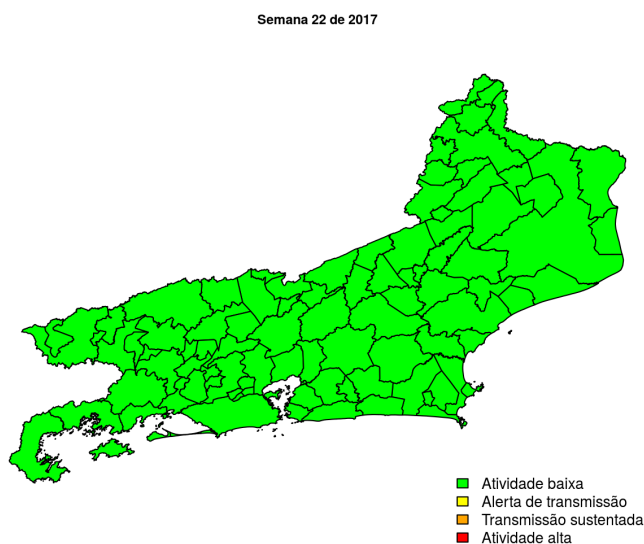 Semana 22 de 2017
Atividade baixa
Alerta de transmissão
Transmissão sustentada
Atividade alta